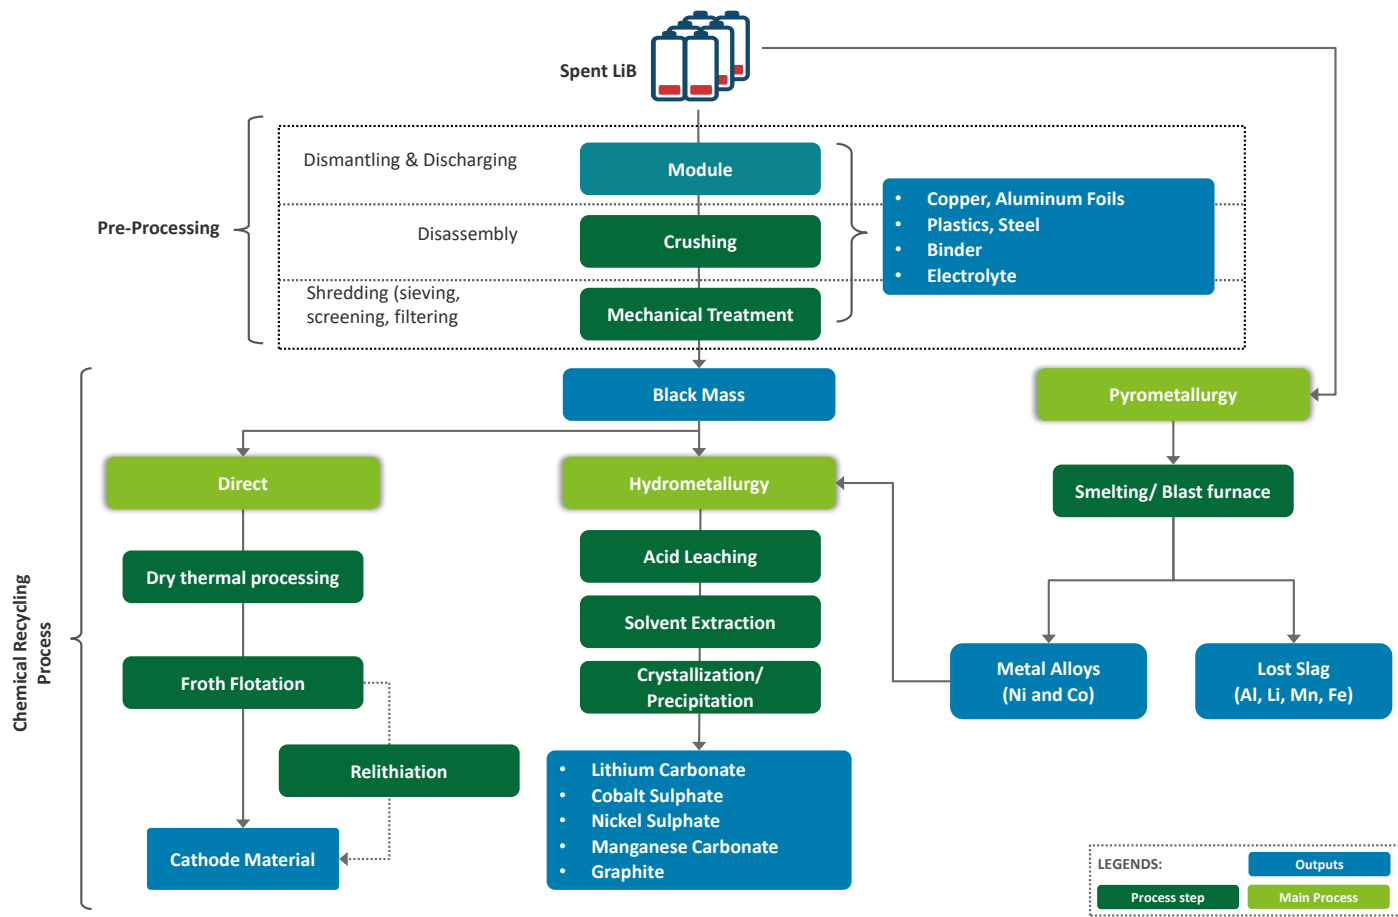 Spent LiB
Pre-Processing
Dismantling & Discharging
Module
Disassembly
Crushing
Shredding (sieving,
screening, filtering
Mechanical Treatment
• Copper, Aluminum Foils
• Plastics, Steel
• Binder
• Electrolyte
Chemical Recycling
Process
Black Mass
Pyrometallurgy
Direct
Hydrometallurgy
Smelting/ Blast furnace
Dry thermal processing
Acid Leaching
Solvent Extraction
Froth Flotation
Crystallization/
Precipitation
Metal Alloys
(Ni and Co)
Lost Slag
(Al, Li, Mn, Fe)
Relithiation
Cathode Material
• Lithium Carbonate
• Cobalt Sulphate
• Nickel Sulphate
• Manganese Carbonate
• Graphite
LEGENDS:
Outputs
Process step
Main Process